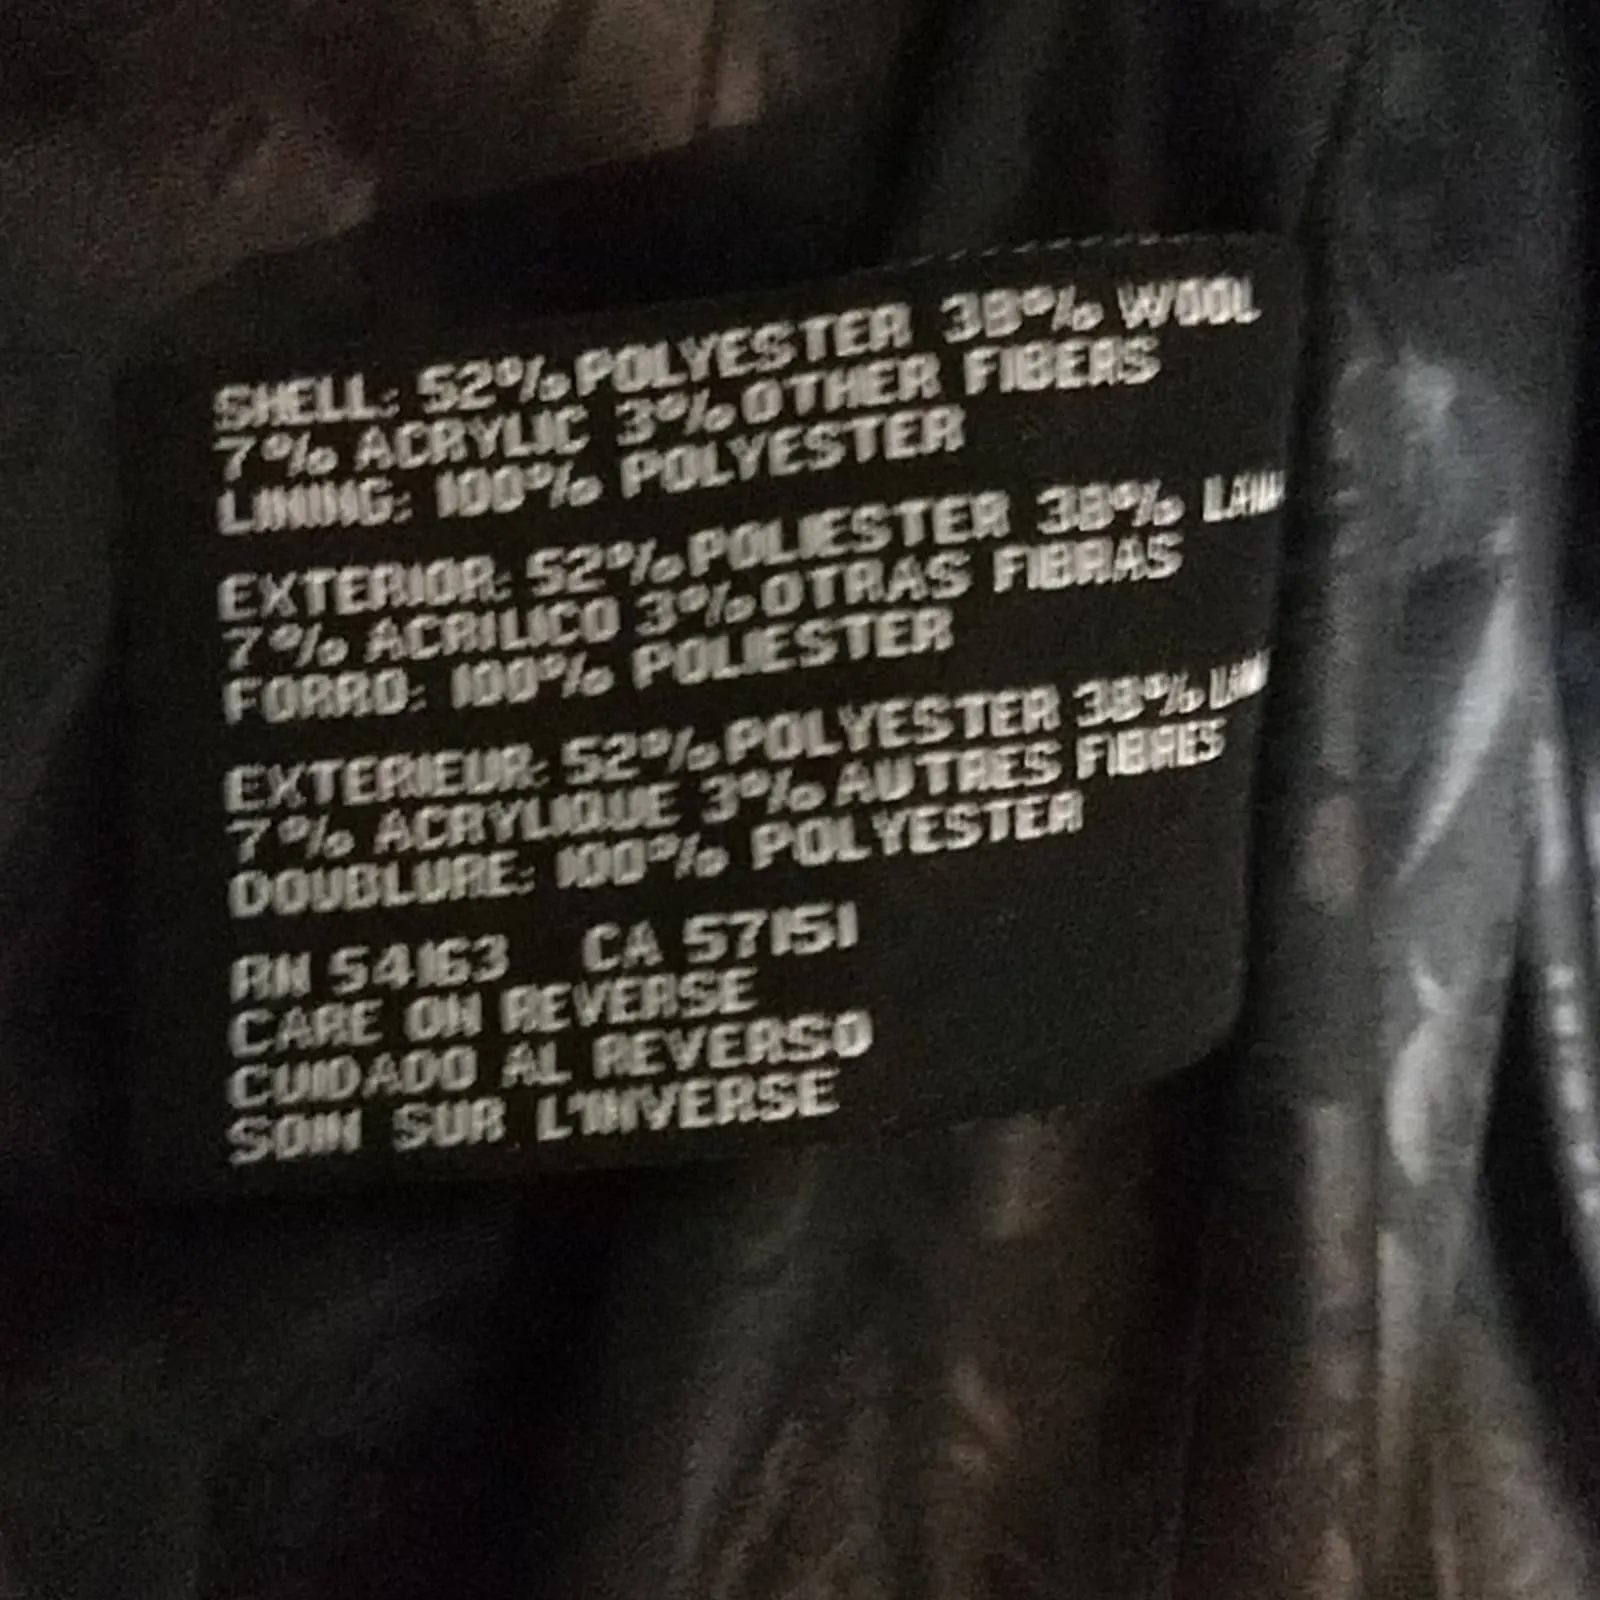 SHELL: 52% POLYESTER 38% WOOL
7% ACRYLIC 3% OTHER FIBERS
LINING: 100% POLYESTER
EXTERIOR: 52% POLIESTER 38%
7% ACRILICO 3% OTRAS FIBRAS
FORRO: 100% POLIESTER
EXTERIEUR: 52% POLYESTER 38%
7% ACRYLIQUE 3% AUTRES FIBRES
DOUBLURE: 100% POLYESTER
RN 54163 CA 57151
CARE ON REVERSE
CUIDADO AL REVERSO
SOIN SUR L'INVERSE